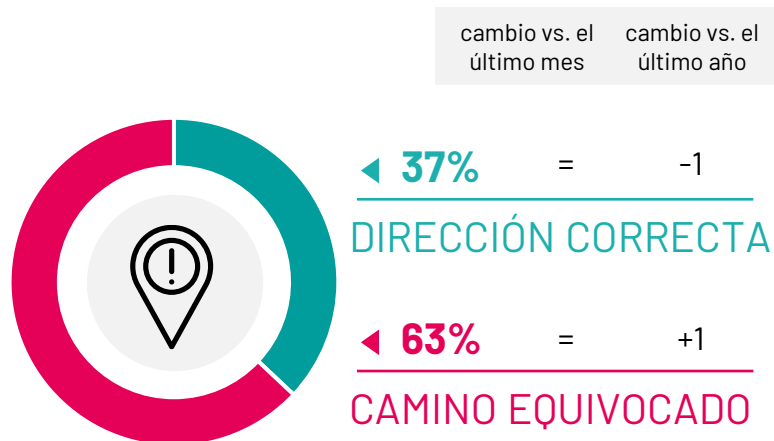 cambio vs. el
último mes
cambio vs. el
último año
37% = -1
DIRECCIÓN CORRECTA
63% = +1
CAMINO EQUIVOCADO